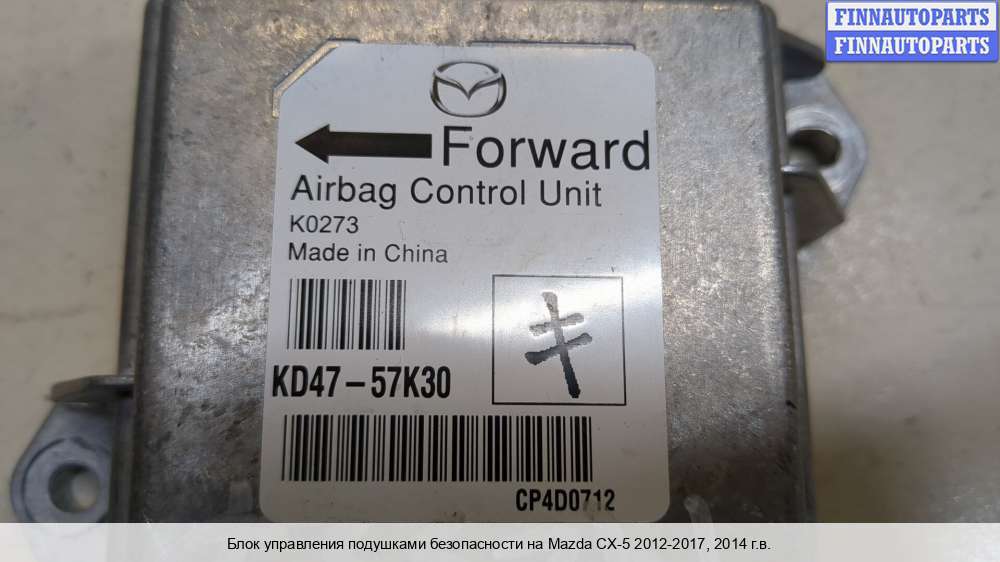 FINNAUTOPARTS
FINNAUTOPARTS
Forward
Airbag Control Unit
K0273
Made in China
キ
KD47-57K30
CP4D0712
Блок управления подушками безопасности на Mazda CX-5 2012-2017, 2014 г.в.